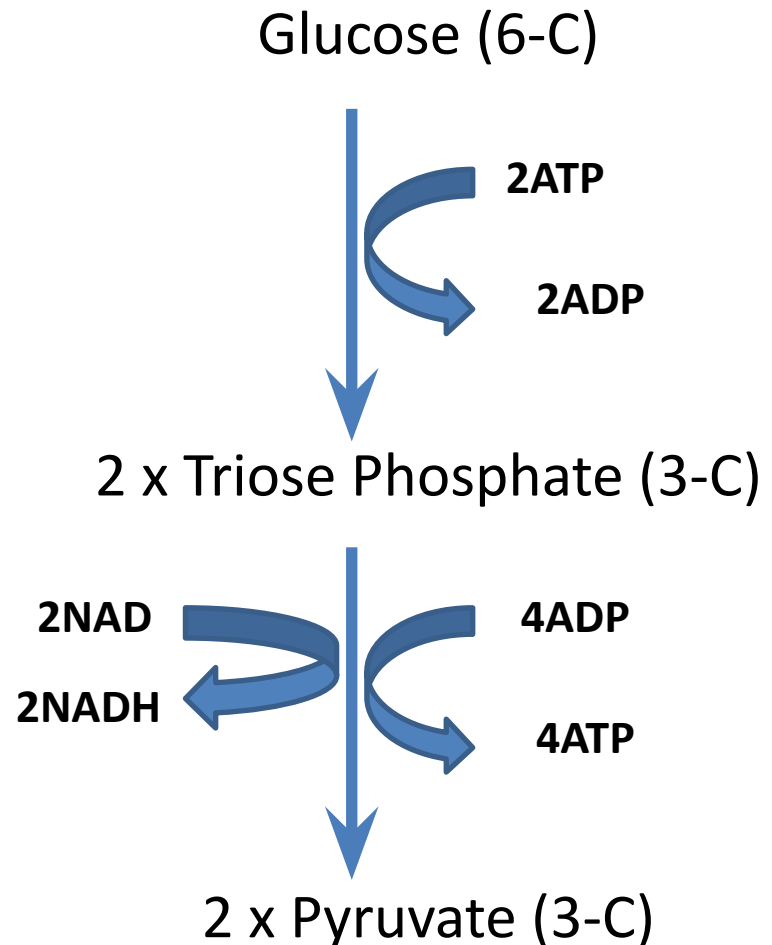 Glucose (6-C)
2ATP
2ADP
2 x Triose Phosphate (3-C)
2NAD
4ADP
2NADH
4ATP
2 x Pyruvate (3-C)